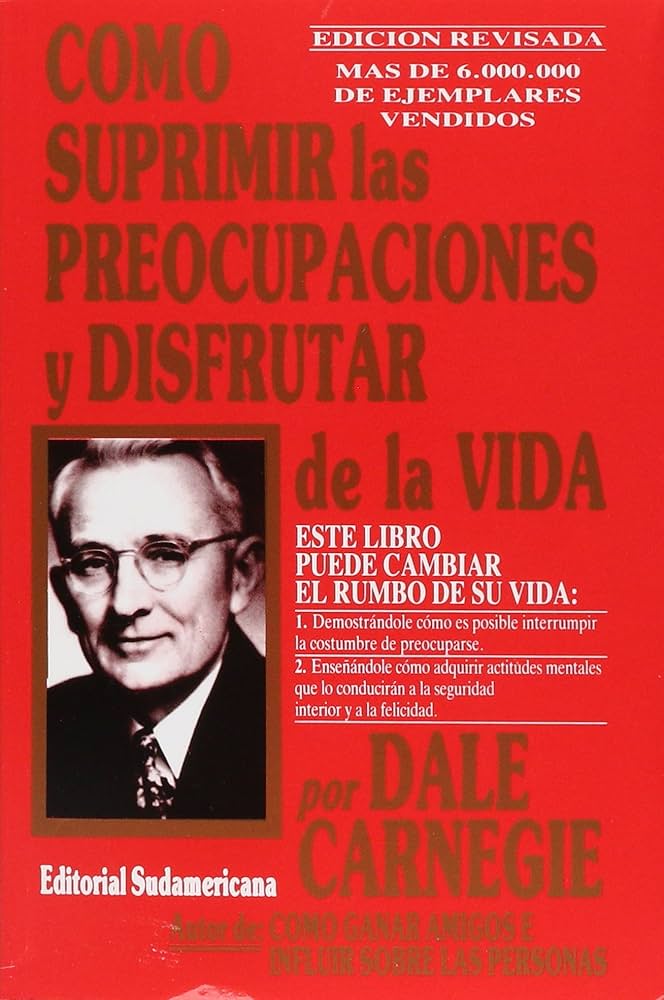 EDICION REVISADA
MAS DE 6.000.000
DE EJEMPLARES
VENDIDOS
COMO
SUPRIMIR las
PREOCUPACIONES
y DISFRUTAR
de la VIDA
ESTE LIBRO
PUEDE CAMBIAR
EL RUMBO DE SU VIDA:
1. Demostrándole cómo es posible interrumpir
la costumbre de preocuparse.
2. Enseñándole cómo adquirir actitudes mentales
que lo conducirán a la seguridad
interior y a la felicidad.
por DALE
CARNEGIE
Editorial Sudamericana
Autor de: COMO GANAR AMIGOS E
INFLUIR SOBRE LAS PERSONAS